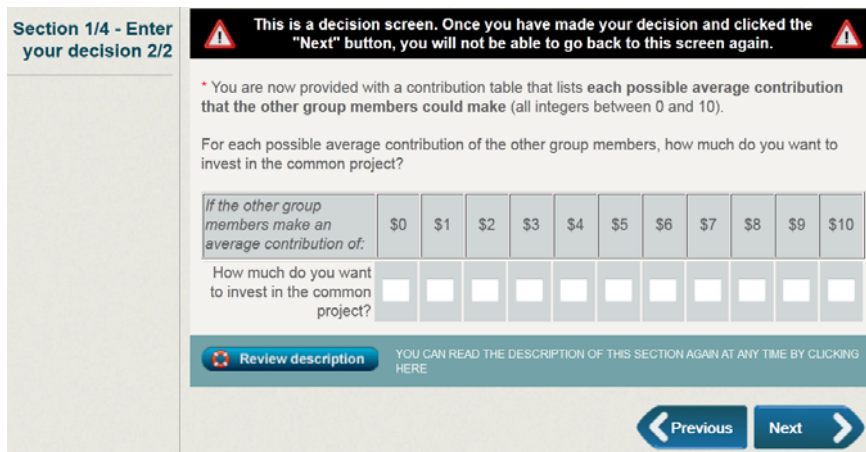 Section 1/4 - Enter
your decision 2/2
This is a decision screen. Once you have made your decision and clicked the
"Next" button, you will not be able to go back to this screen again.
* You are now provided with a contribution table that lists each possible average contribution
that the other group members could make (all integers between 0 and 10).
For each possible average contribution of the other group members, how much do you want to
invest in the common project?
If the other group
members make an
average contribution of:
$0 $1 $2 $3 $4 $5 $6 $7 $8 $9 $10
How much do you want
to invest in the common
project?
Review description
YOU CAN READ THE DESCRIPTION OF THIS SECTION AGAIN AT ANY TIME BY CLICKING
HERE
Previous
Next